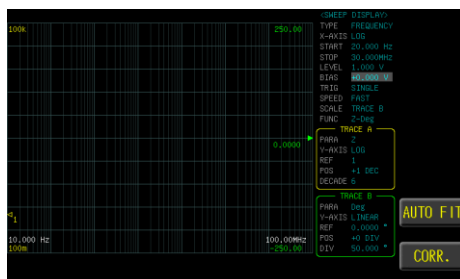 <SWEEP DISPLAY>
TYPE FREQUENCY
X-AXIS LOG
START 20.000 Hz
STOP 30.000MHz
LEVEL 1.000 V
BIAS +0.000 V
TRIG SINGLE
SPEED FAST
SCALE TRACE B
FUNC Z-Deg
TRACE A
PARA Z
Y-AXIS LOG
REF 1
POS +1 DEC
DECADE 6
TRACE B
PARA Deg
Y-AXIS LINEAR
REF 0.0000 °
POS +0 DIV
DIV 50.000 °
100k
250.00
0.0000
1
10.000 Hz
100.00MHz
100m
-250.00
AUTO FIT
CORR.